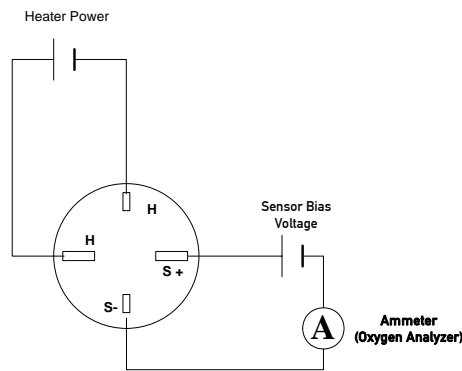 Heater Power
H
H
Sensor Bias
Voltage
S +
S-
A
Ammeter
(Oxygen Analyzer)